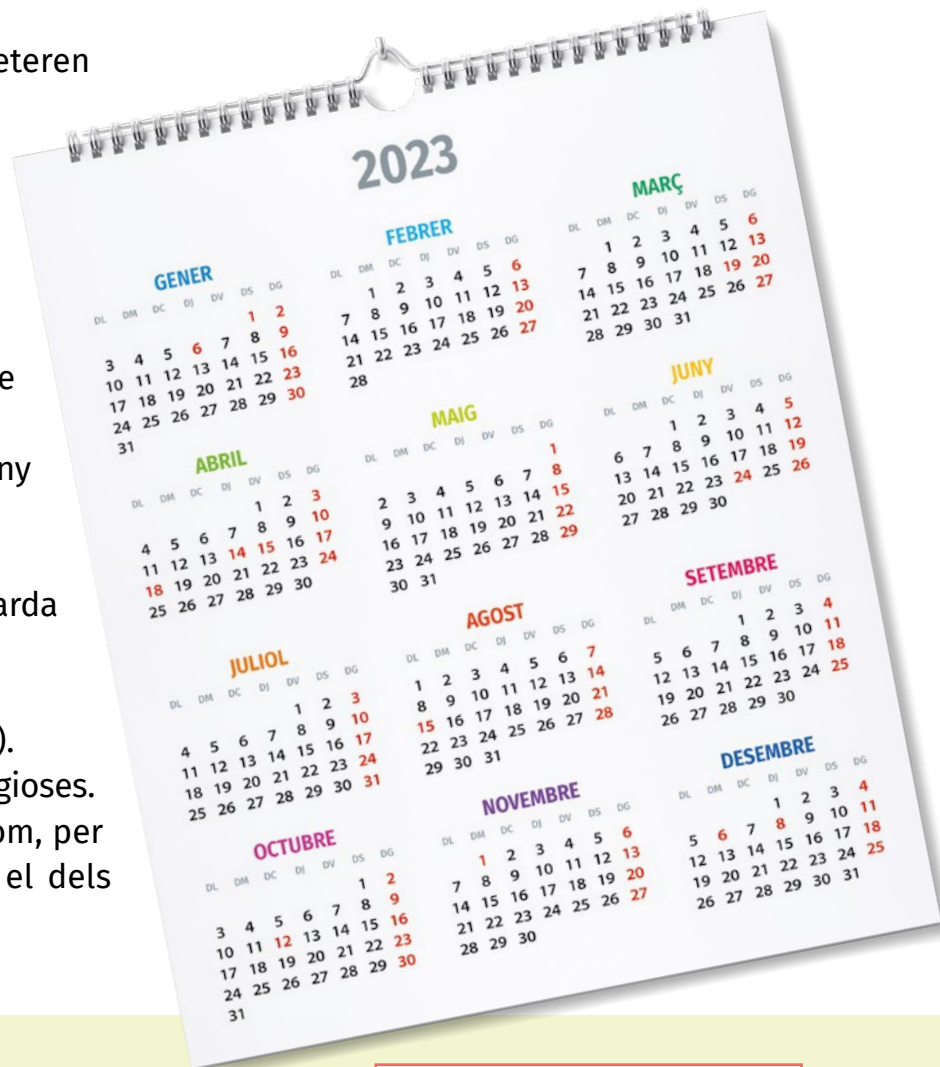 eteren
e
ny
arda
).
gioses.
om, per
el dels
2023
GENER
DL DM DC DJ DV DS DG
1 2
3 4 5 6 7 8 9
10 11 12 13 14 15 16
17 18 19 20 21 22 23
24 25 26 27 28 29 30
31
FEBRER
DL DM DC DJ DV DS DG
1 2 3 4 5 6
7 8 9 10 11 12 13
14 15 16 17 18 19 20
21 22 23 24 25 26 27
28
MARÇ
DL DM DC DJ DV DS DG
1 2 3 4 5 6
7 8 9 10 11 12 13
14 15 16 17 18 19 20
21 22 23 24 25 26 27
28 29 30 31
ABRIL
DL DM DC DJ DV DS DG
1 2 3
4 5 6 7 8 9 10
11 12 13 14 15 16 17
18 19 20 21 22 23 24
25 26 27 28 29 30
MAIG
DL DM DC DJ DV DS DG
1
2 3 4 5 6 7 8
9 10 11 12 13 14 15
16 17 18 19 20 21 22
23 24 25 26 27 28 29
30 31
JUNY
DL DM DC DJ DV DS DG
1 2 3 4 5
6 7 8 9 10 11 12
13 14 15 16 17 18 19
20 21 22 23 24 25 26
27 28 29 30
JULIOL
DL DM DC DJ DV DS DG
1 2 3
4 5 6 7 8 9 10
11 12 13 14 15 16 17
18 19 20 21 22 23 24
25 26 27 28 29 30 31
AGOST
DL DM DC DJ DV DS DG
1 2 3 4 5 6 7
8 9 10 11 12 13 14
15 16 17 18 19 20 21
22 23 24 25 26 27 28
29 30 31
SETEMBRE
DL DM DC DJ DV DS DG
1 2 3 4
5 6 7 8 9 10 11
12 13 14 15 16 17 18
19 20 21 22 23 24 25
26 27 28 29 30
OCTUBRE
DL DM DC DJ DV DS DG
1 2
3 4 5 6 7 8 9
10 11 12 13 14 15 16
17 18 19 20 21 22 23
24 25 26 27 28 29 30
31
NOVEMBRE
DL DM DC DJ DV DS DG
1 2 3 4 5 6
7 8 9 10 11 12 13
14 15 16 17 18 19 20
21 22 23 24 25 26 27
28 29 30
DESEMBRE
DL DM DC DJ DV DS DG
1 2 3 4
5 6 7 8 9 10 11
12 13 14 15 16 17 18
19 20 21 22 23 24 25
26 27 28 29 30 31